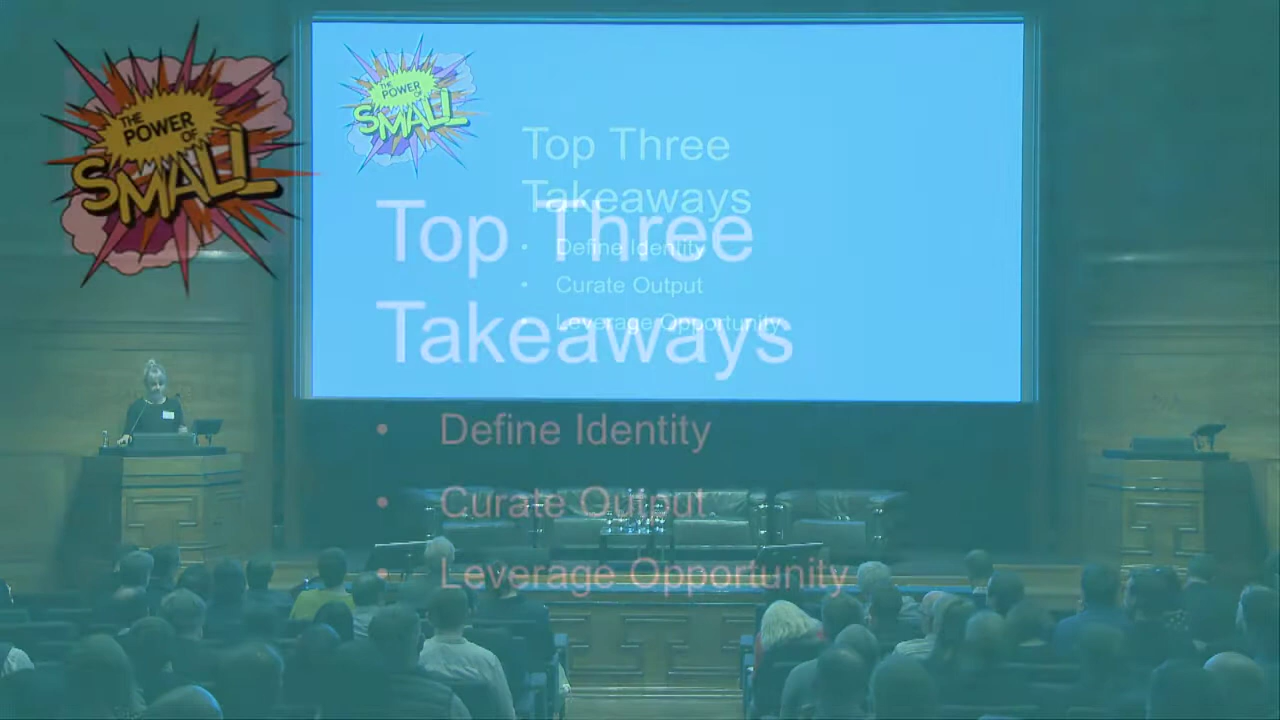 THE
POWER
OF
SMALL
THE
POWER
OF
SMALL
Top Three
Takeaways
• Define Identity
• Curate Output
• Leverage Opportunity
Top Three
Takeaways
• Define Identity
• Curate Output
• Leverage Opportunity